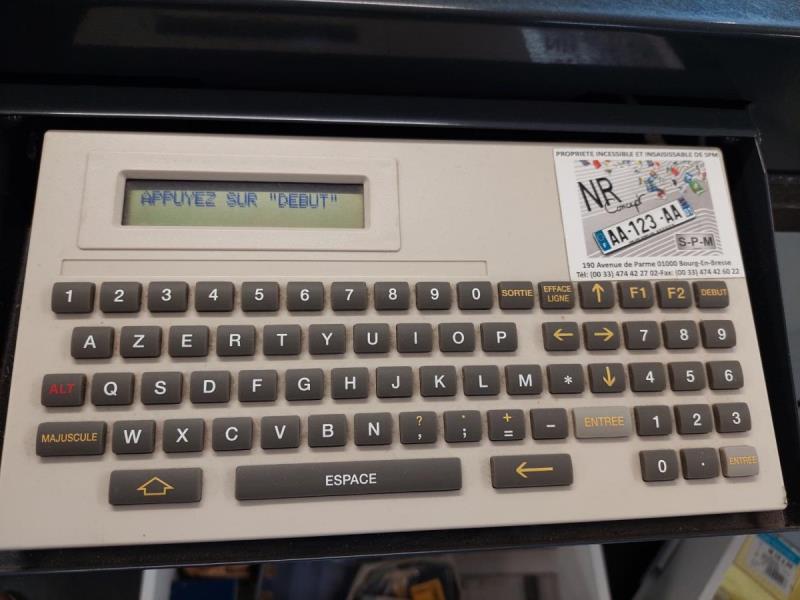 APPUYEZ SUR "DEBUT"
PROPRIETE INCESSIBLE ET INSAISISSABLE DE SPM
NR
Concept
AA-123-AA
S-P-M
190 Avenue de Parme 01000 Bourg-En-Bresse
Tél: (00 33) 474 42 27 02-Fax: (00 33) 474 42 60 22
1 2 3 4 5 6 7 8 9 0 SORTIE EFFACE LIGNE ↑ F1 F2 DEBUT
A Z E R T Y U I O P ← → 7 8 9
ALT Q S D F G H J K L M * ↓ 4 5 6
MAJUSCULE W X C V B N ? , . ; + = - ENTREE 1 2 3
ESPACE ← 0 . ENTREE